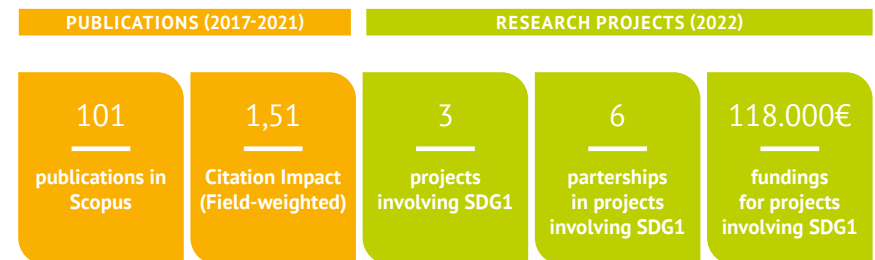 PUBLICATIONS (2017-2021)
RESEARCH PROJECTS (2022)
101
publications in
Scopus
1,51
Citation Impact
(Field-weighted)
3
projects
involving SDG1
6
parterships
in projects
involving SDG1
118.000€
fundings
for projects
involving SDG1